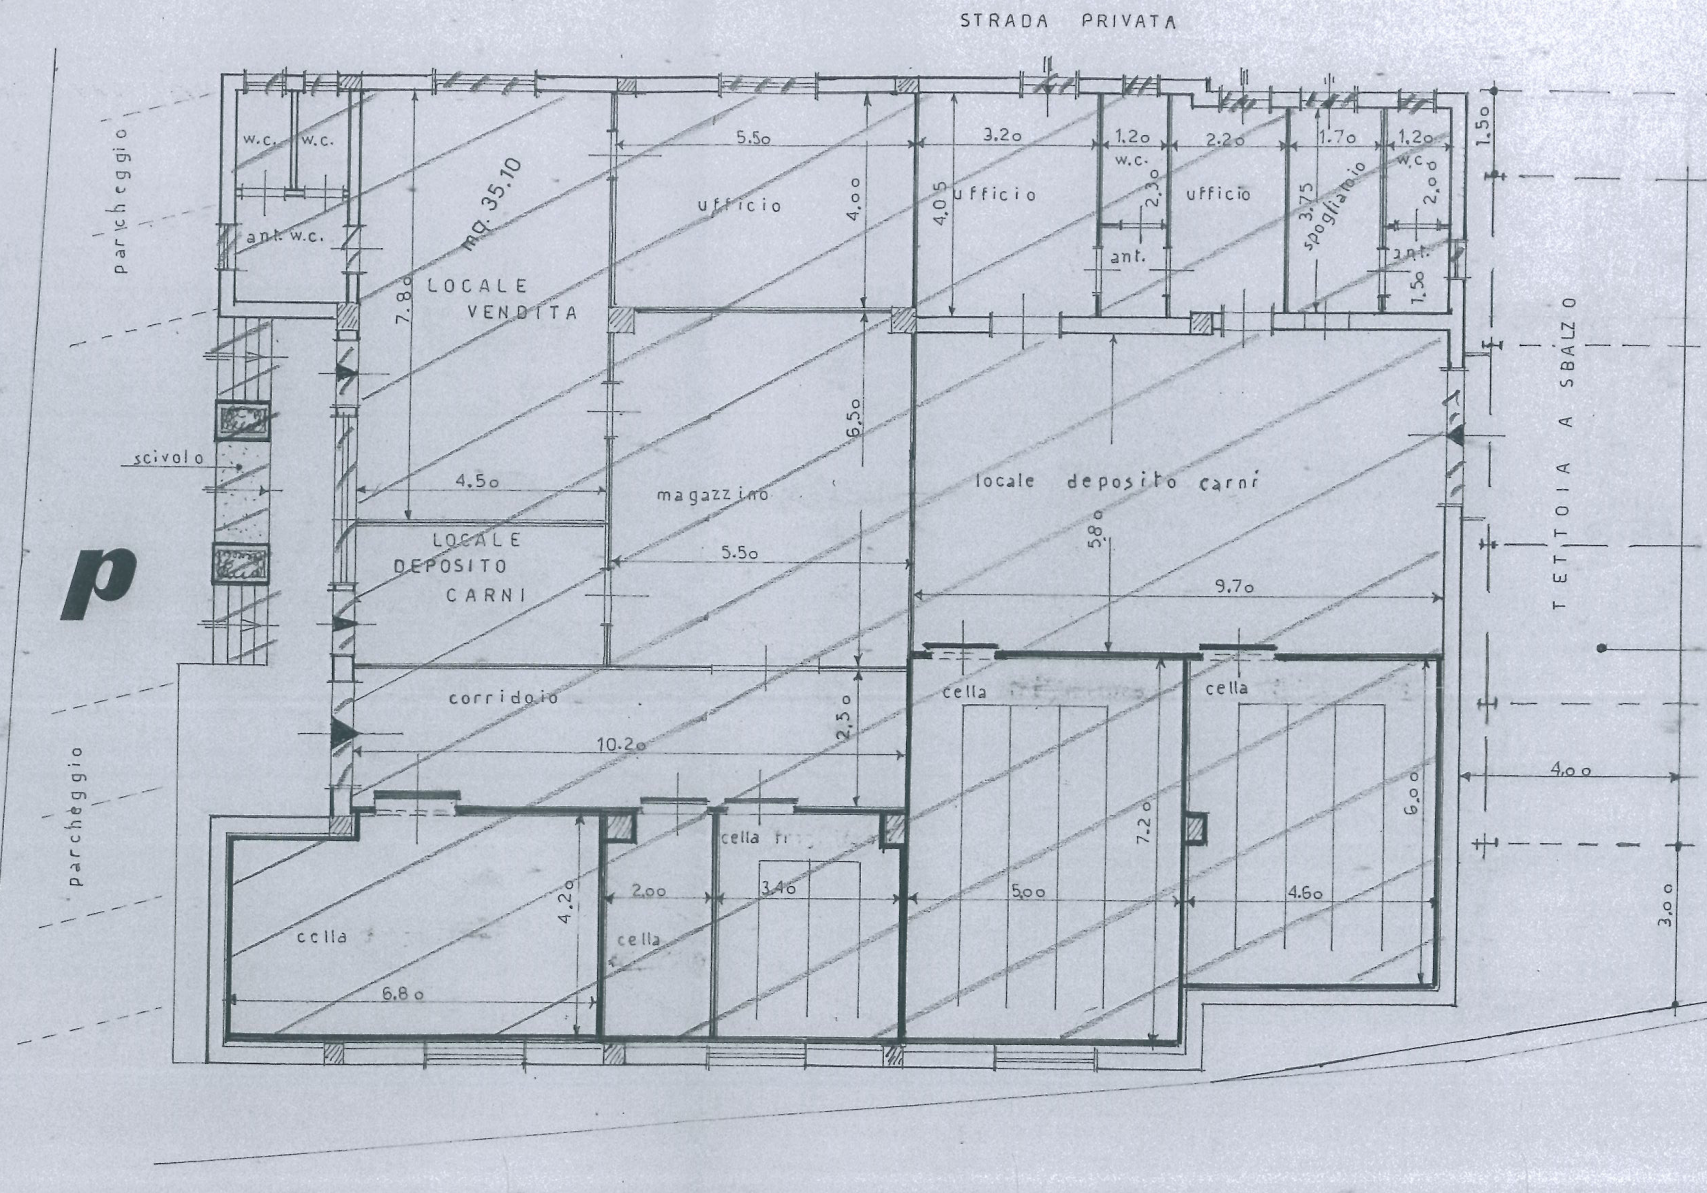 STRADA PRIVATA
parcheggio
w.c.
w.c.
ant. w.c.
mq. 35.10
LOCALE
VENDITA
7.80
4.50
5.50
ufficio
4,00
3.20
4.05
ufficio
1.20
w.c.
2,30
ant.
2.20
ufficio
1.70
3.75
spogliatoio
1.20
w.c.
2,00
ant.
1.50
1.50
TETTOIA A SBALZO
scivolo
p
LOCALE
DEPOSITO
CARNI
magazzino
6.50
5.50
locale deposito carni
5.80
9.70
corridoio
10.20
2,50
parcheggio
cella
4,20
6.80
cella
2.00
cella
3.40
cella
7.20
5,00
cella
6,00
4.60
4,00
3,00